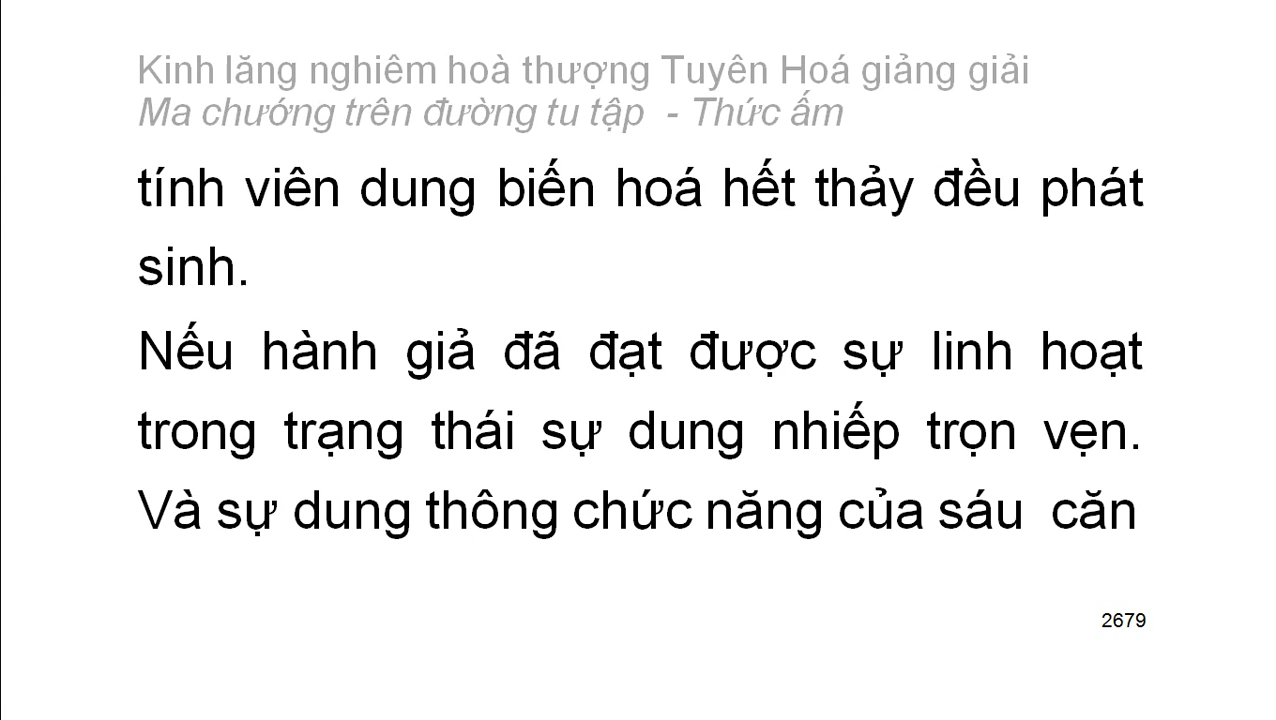 Kinh lăng nghiêm hoà thượng Tuyên Hoá giảng giải
Ma chướng trên đường tu tập - Thức ấm
tính viên dung biến hoá hết thảy đều phát
sinh.
Nếu hành giả đã đạt được sự linh hoạt
trong trạng thái sự dung nhiếp trọn vẹn.
Và sự dung thông chức năng của sáu căn
2679